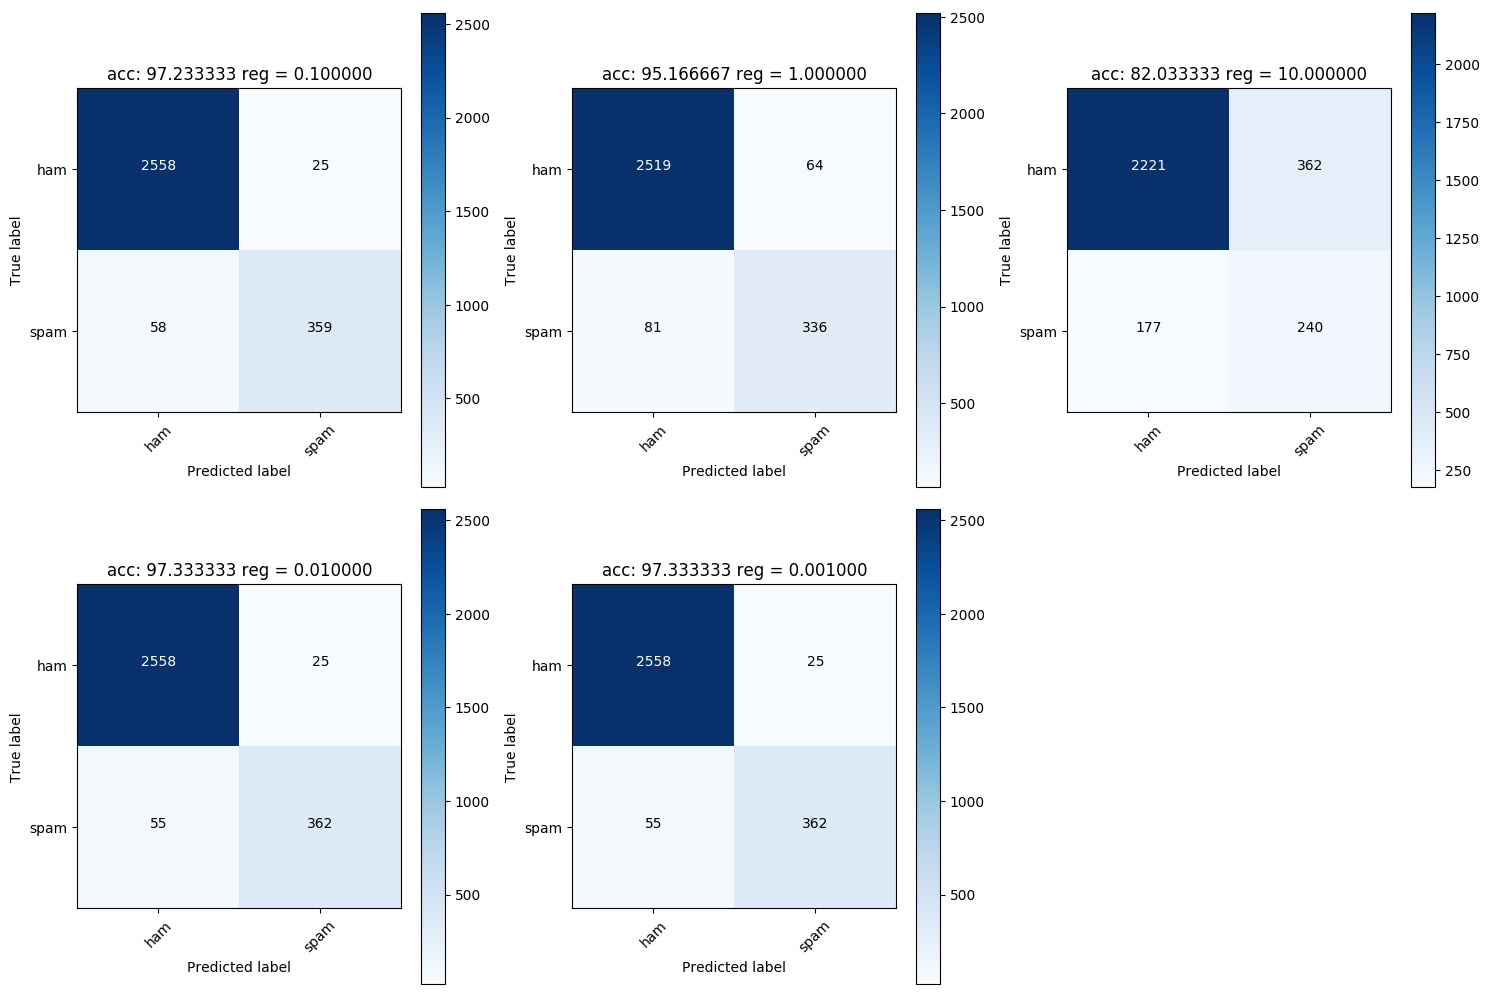 acc: 97.233333 reg = 0.100000
True label
ham
spam
2558
25
58
359
ham
spam
Predicted label
2500
2000
1500
1000
500
acc: 95.166667 reg = 1.000000
True label
ham
spam
2519
64
81
336
ham
spam
Predicted label
2500
2000
1500
1000
500
acc: 82.033333 reg = 10.000000
True label
ham
spam
2221
362
177
240
ham
spam
Predicted label
2000
1750
1500
1250
1000
750
500
250
acc: 97.333333 reg = 0.010000
True label
ham
spam
2558
25
55
362
ham
spam
Predicted label
2500
2000
1500
1000
500
acc: 97.333333 reg = 0.001000
True label
ham
spam
2558
25
55
362
ham
spam
Predicted label
2500
2000
1500
1000
500